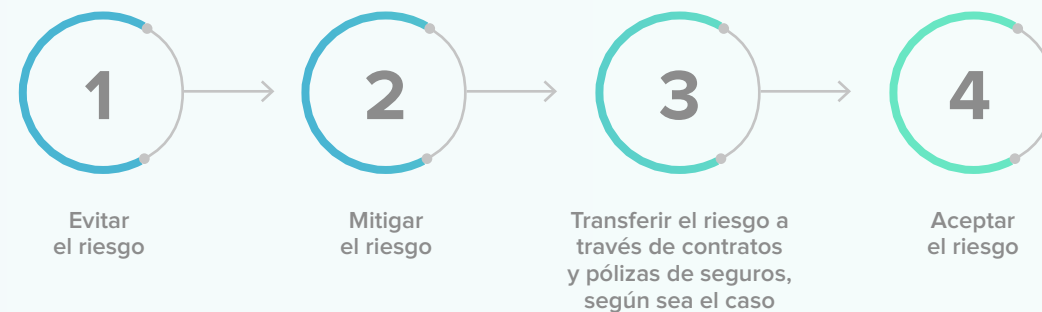 1
2
3
4
Evitar
el riesgo
Mitigar
el riesgo
Transferir el riesgo a
través de contratos
y pólizas de seguros,
según sea el caso
Aceptar
el riesgo